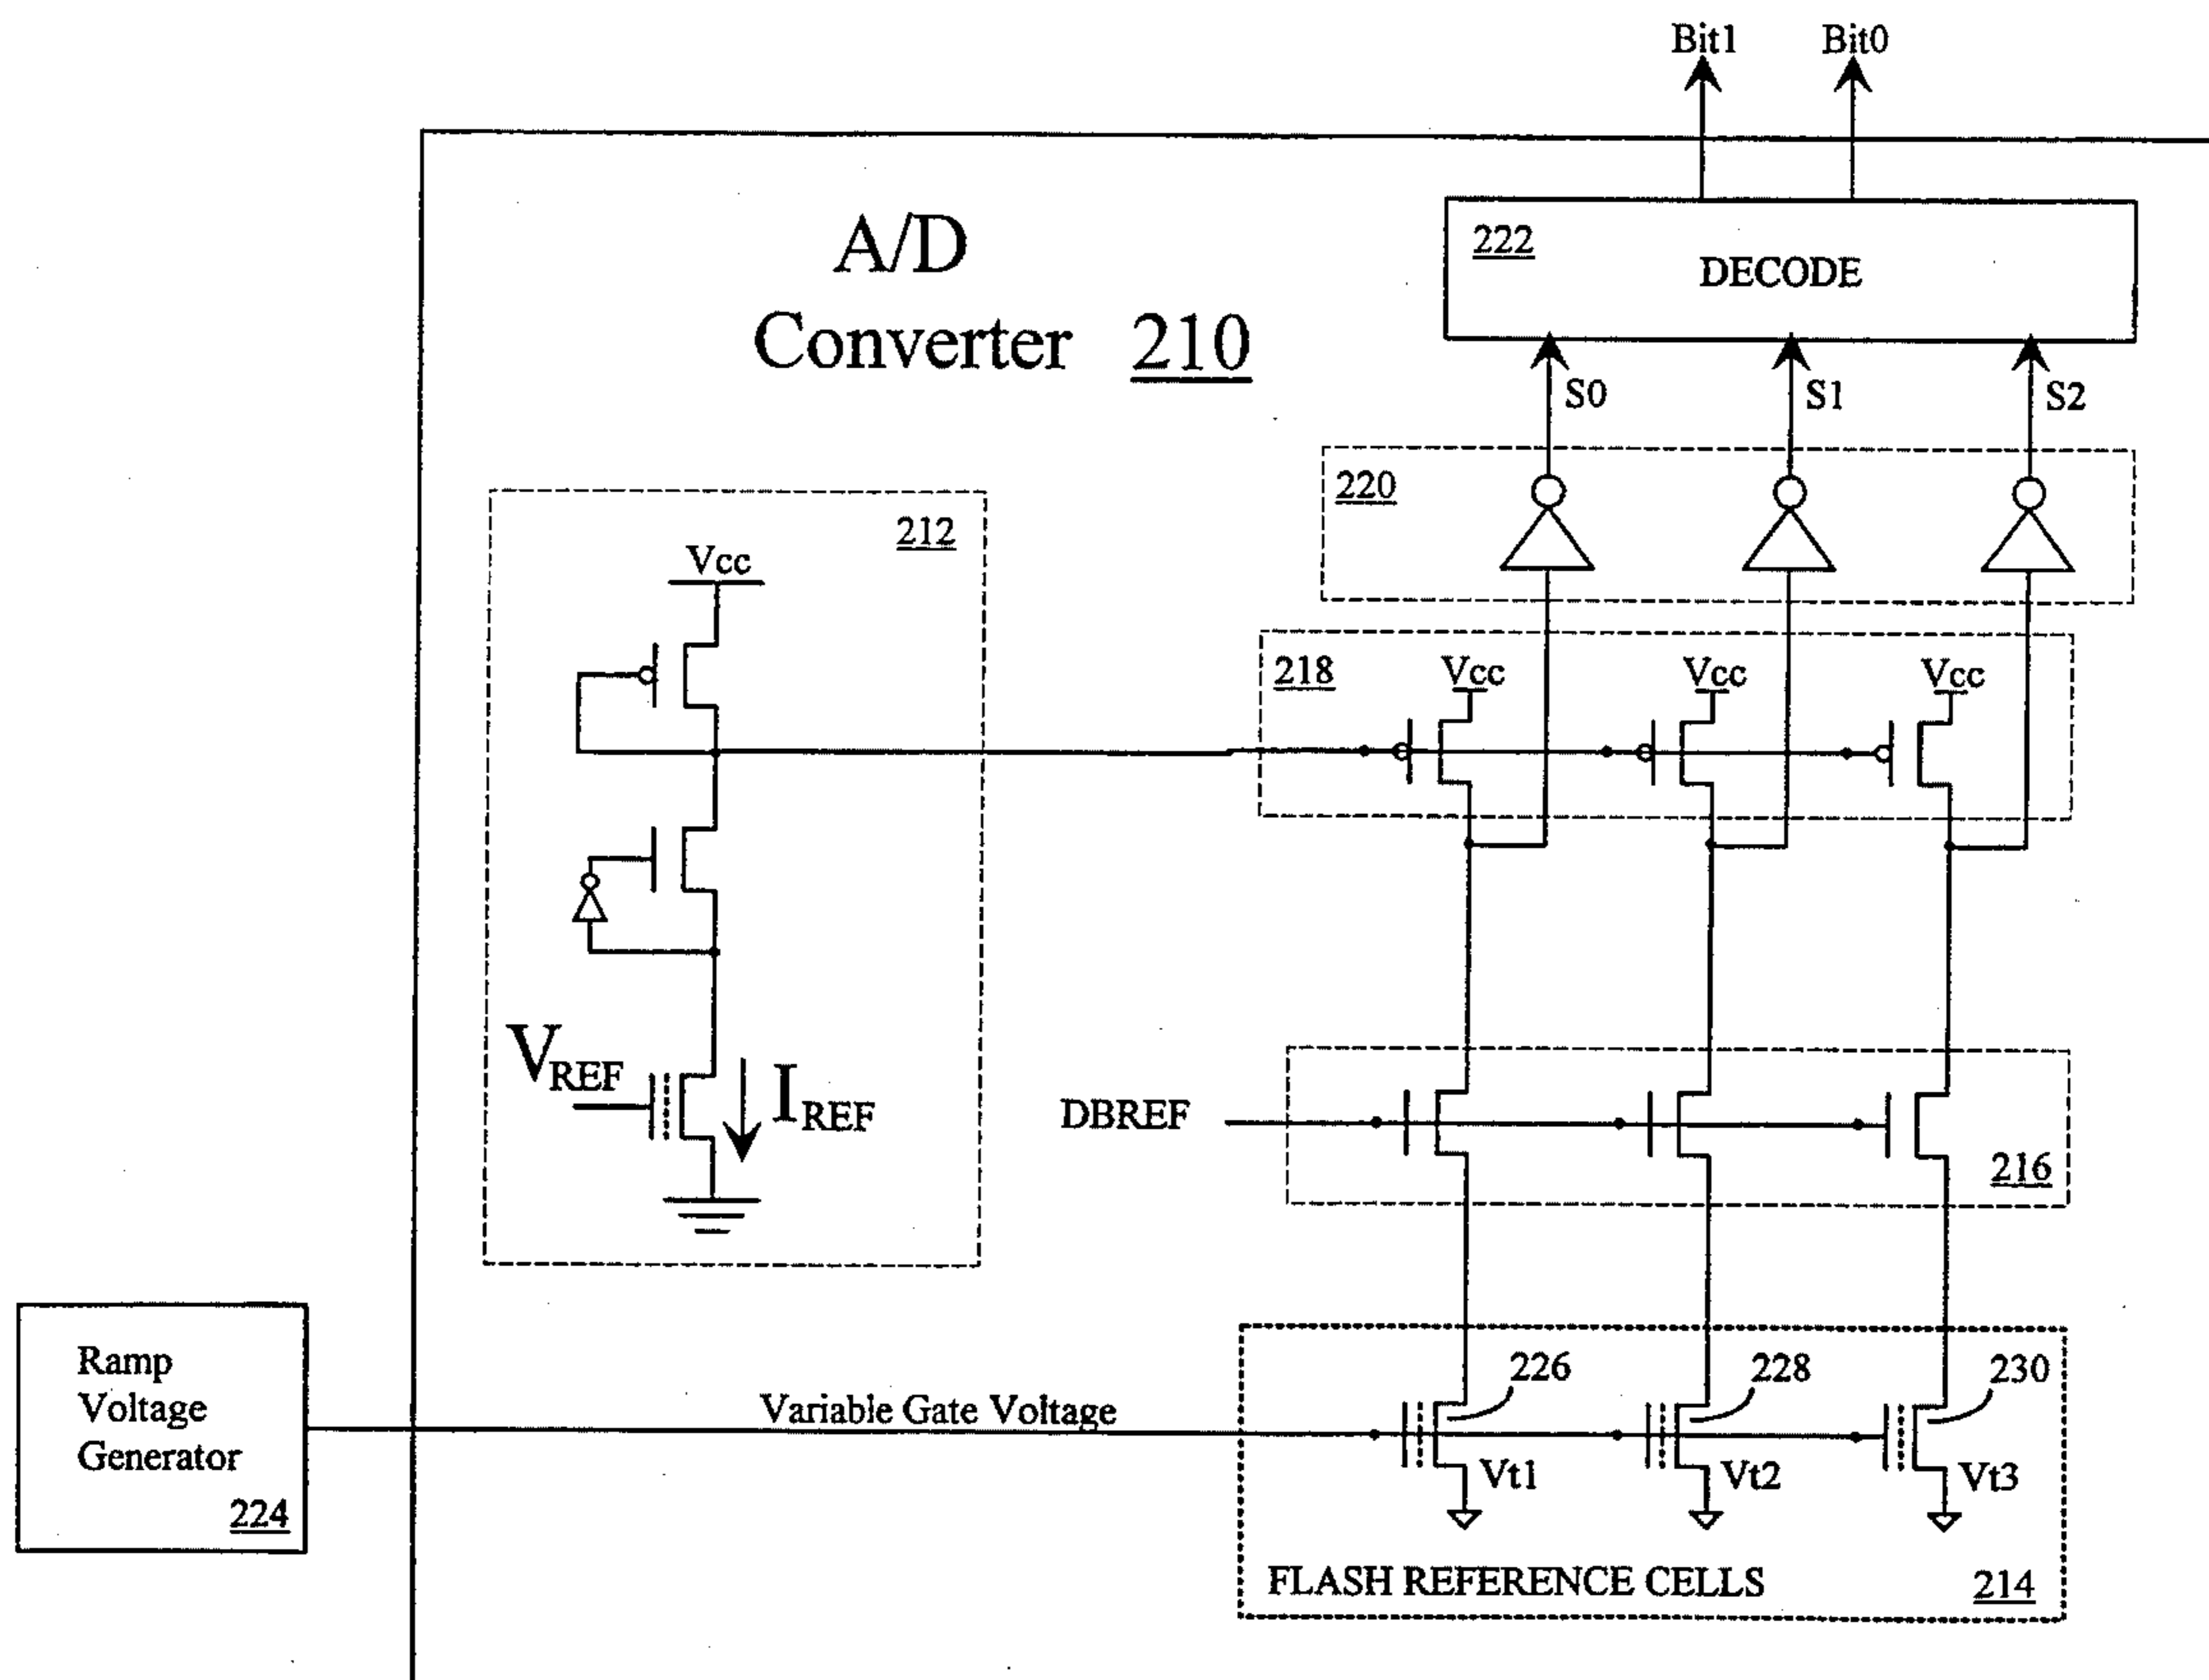 Bit1 Bit0
A/D
Converter 210
222
DECODE
S0 S1 S2
220
212
Vcc
218
Vcc Vcc Vcc
VREF
IREF
DBREF
216
Ramp
Voltage
Generator
224
Variable Gate Voltage
226 228 230
Vt1 Vt2 Vt3
FLASH REFERENCE CELLS 214